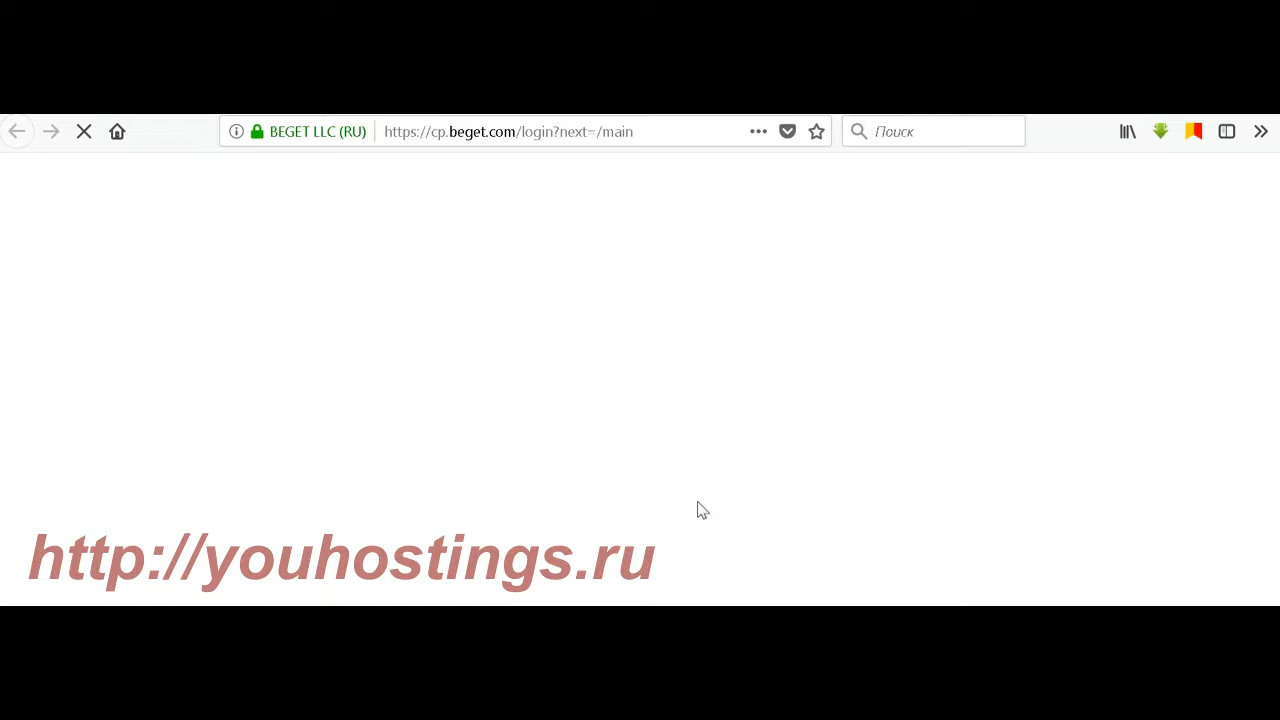 BEGET LLC (RU) https://cp.beget.com/login?next=/main Поиск
http://youhostings.ru